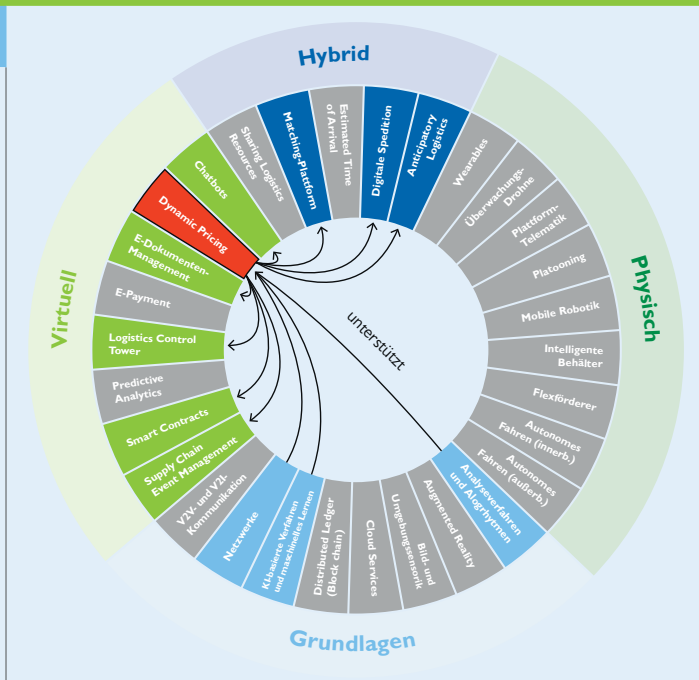 Hybrid
Physisch
Grundlagen
Virtuell
Sharing Logistics
Resources
Matching-Plattform
Estimated Time
of Arrival
Digitale Spedition
Anticipatory
Logistics
Wearables
Überwachungs-
Drohne
Plattform-
Telematik
Platooning
Mobile Robotik
Intelligente
Behälter
Flexförderer
Autonomes
Fahren (innerb.)
Autonomes
Fahren (außerb.)
Analyseverfahren
und Alogrhytmen
Augmented Reality
Bild- und
Umgebungssensorik
Cloud Services
Distributed Ledger
(Block chain)
KI-basierte Verfahren
und maschinelles Lernen
Netzwerke
V2V- und V2I-
Kommunikation
Supply Chain
Event Management
Smart Contracts
Predictive
Analytics
Logistics Control
Tower
E-Payment
E-Dokumenten-
Management
Dynamic Pricing
Chatbots
unterstützt